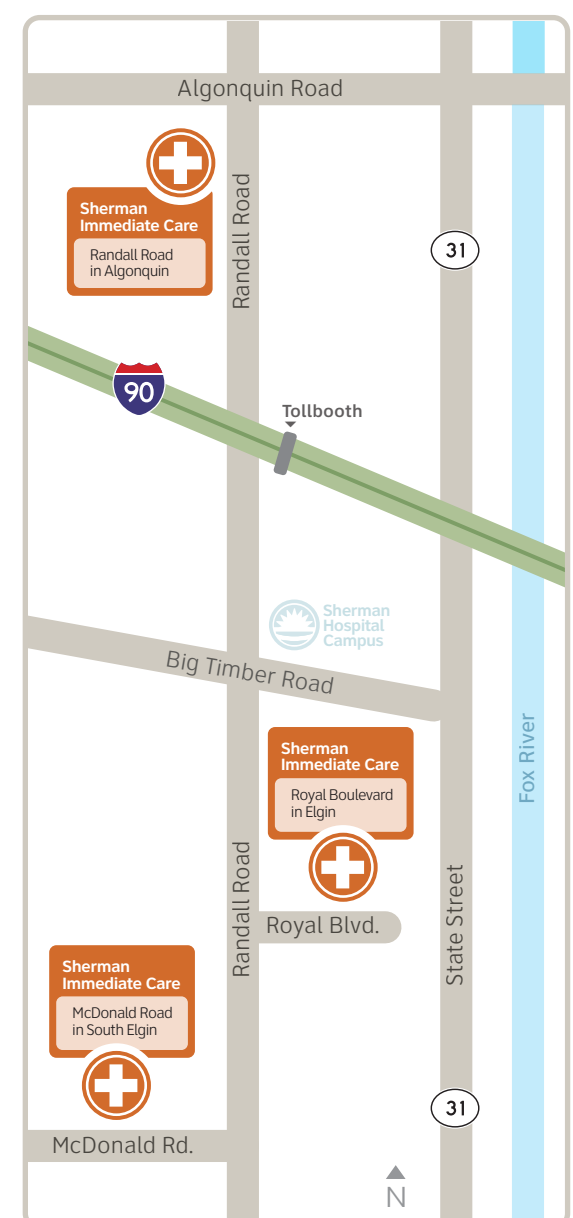 Algonquin Road
Sherman
Immediate Care
Randall Road
in Algonquin
Randall Road
31
90
Tollbooth
Sherman
Hospital
Campus
Big Timber Road
Sherman
Immediate Care
Royal Boulevard
in Elgin
Fox River
Randall Road
State Street
Royal Blvd.
Sherman
Immediate Care
McDonald Road
in South Elgin
31
McDonald Rd.
N